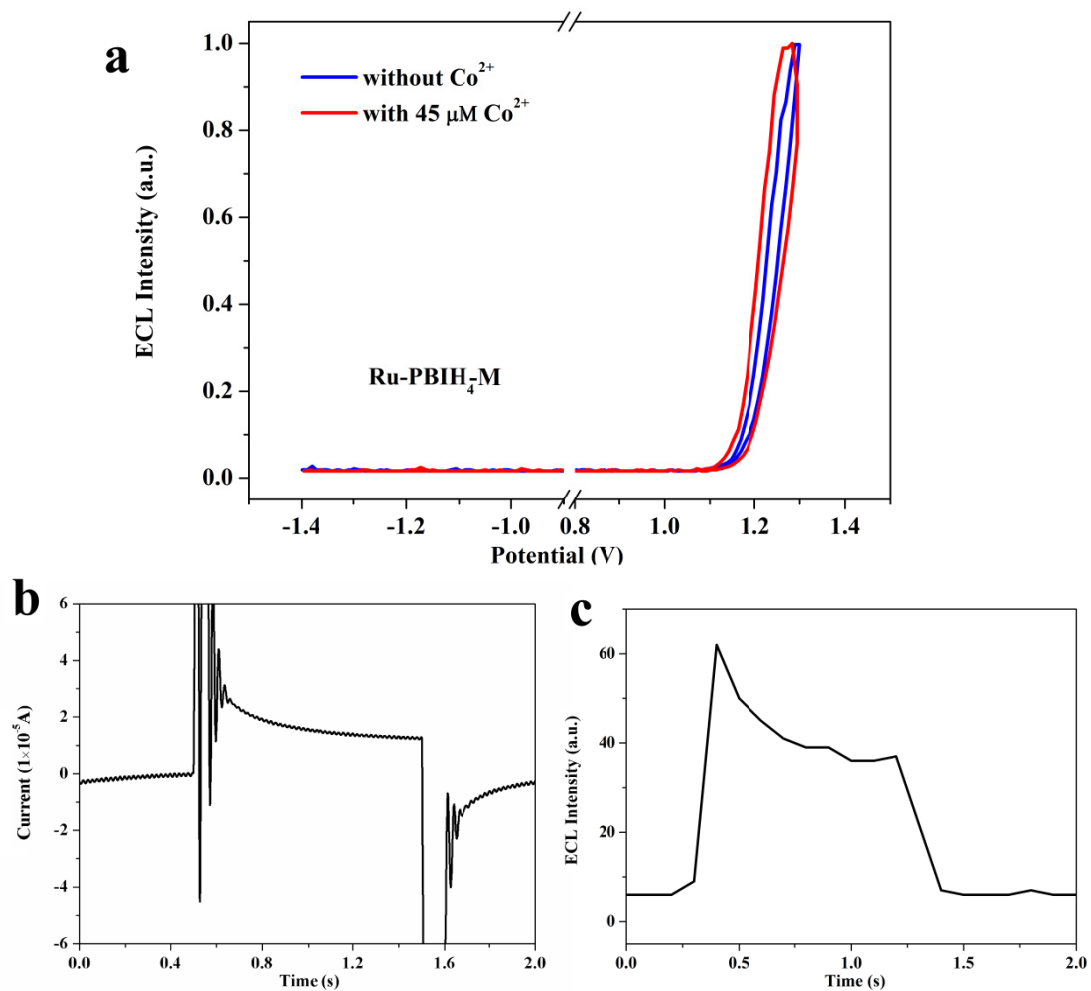 a
1.0
0.8
0.6
0.4
0.2
0.0
ECL Intensity (a.u.)
without Co²⁺
with 45 μM Co²⁺
Ru-PBIH₄-M
-1.4 -1.2 -1.0 0.8 1.0 1.2 1.4
Potential (V)
b
6
4
2
0
-2
-4
-6
Current (1×10⁻⁵A)
0.0 0.4 0.8 1.2 1.6 2.0
Time (s)
c
60
40
20
0
ECL Intensity (a.u.)
0.0 0.5 1.0 1.5 2.0
Time (s)